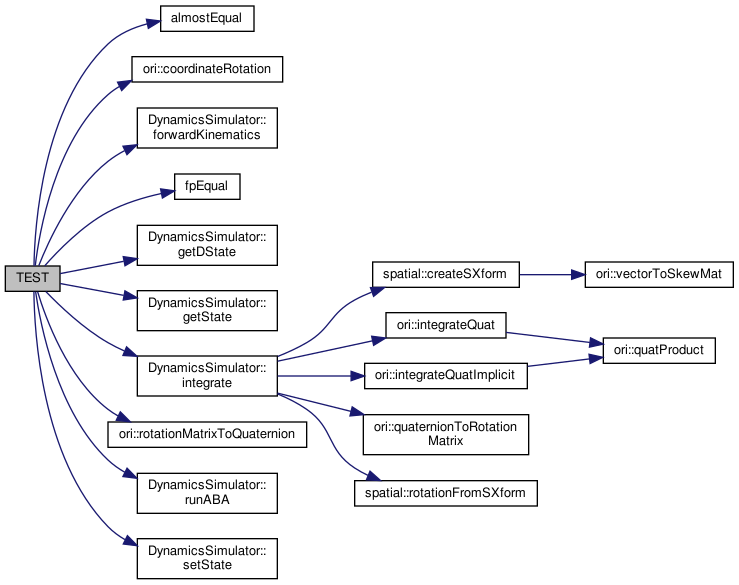 almostEqual
ori::coordinateRotation
DynamicsSimulator::
forwardKinematics
fpEqual
DynamicsSimulator::
getDState
DynamicsSimulator::
getState
TEST
DynamicsSimulator::
integrate
ori::rotationMatrixToQuaternion
DynamicsSimulator::
runABA
DynamicsSimulator::
setState
spatial::createSXform
ori::integrateQuat
ori::integrateQuatImplicit
ori::quaternionToRotation
Matrix
spatial::rotationFromSXform
ori::vectorToSkewMat
ori::quatProduct